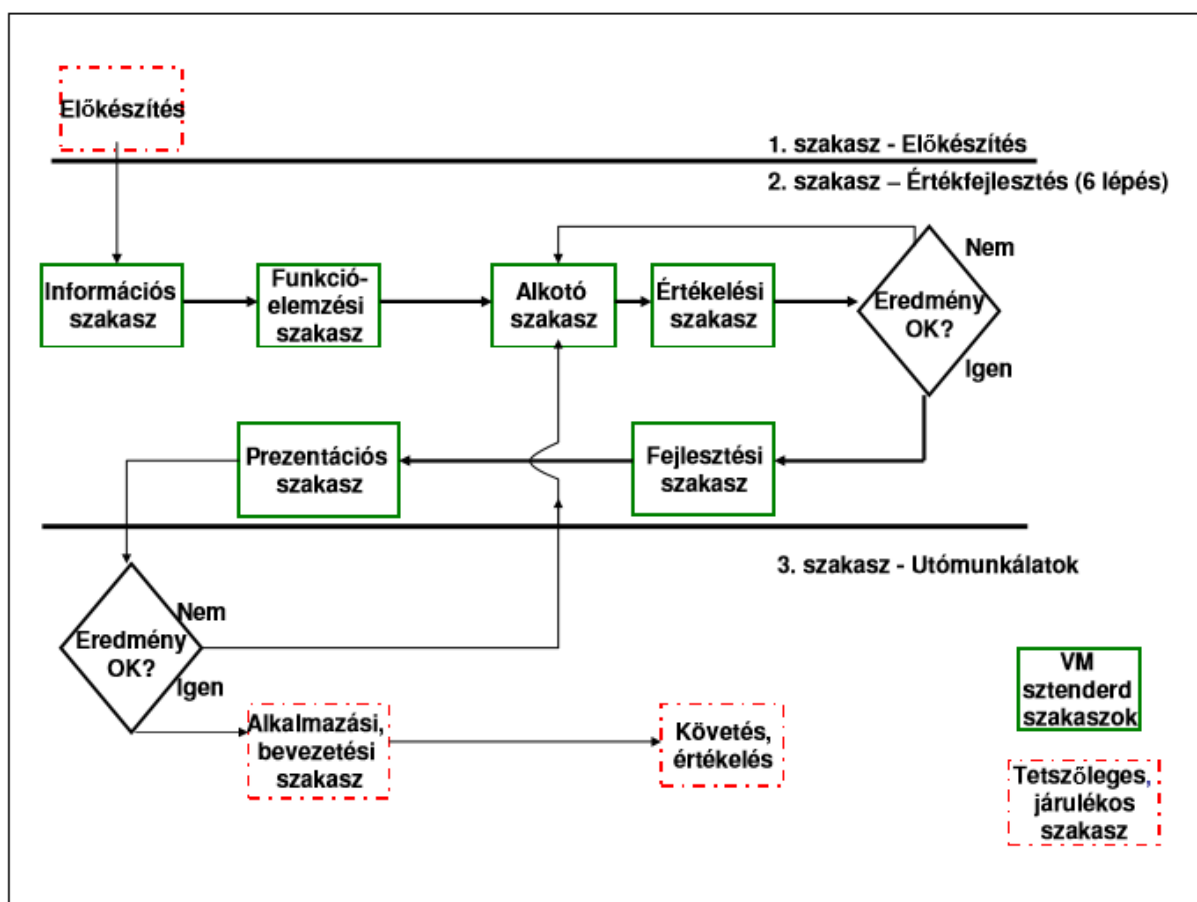 Előkészítés
1. szakasz - Előkészítés
2. szakasz – Értékfejlesztés (6 lépés)
Információs
szakasz
Funkció-
elemzési
szakasz
Alkotó
szakasz
Értékelési
szakasz
Nem
Eredmény
OK?
Igen
Prezentációs
szakasz
Fejlesztési
szakasz
3. szakasz - Utómunkálatok
Nem
Eredmény
OK?
Igen
Alkalmazási,
bevezetési
szakasz
Követés,
értékelés
VM
sztenderd
szakaszok
Tetszőleges,
járulékos
szakasz